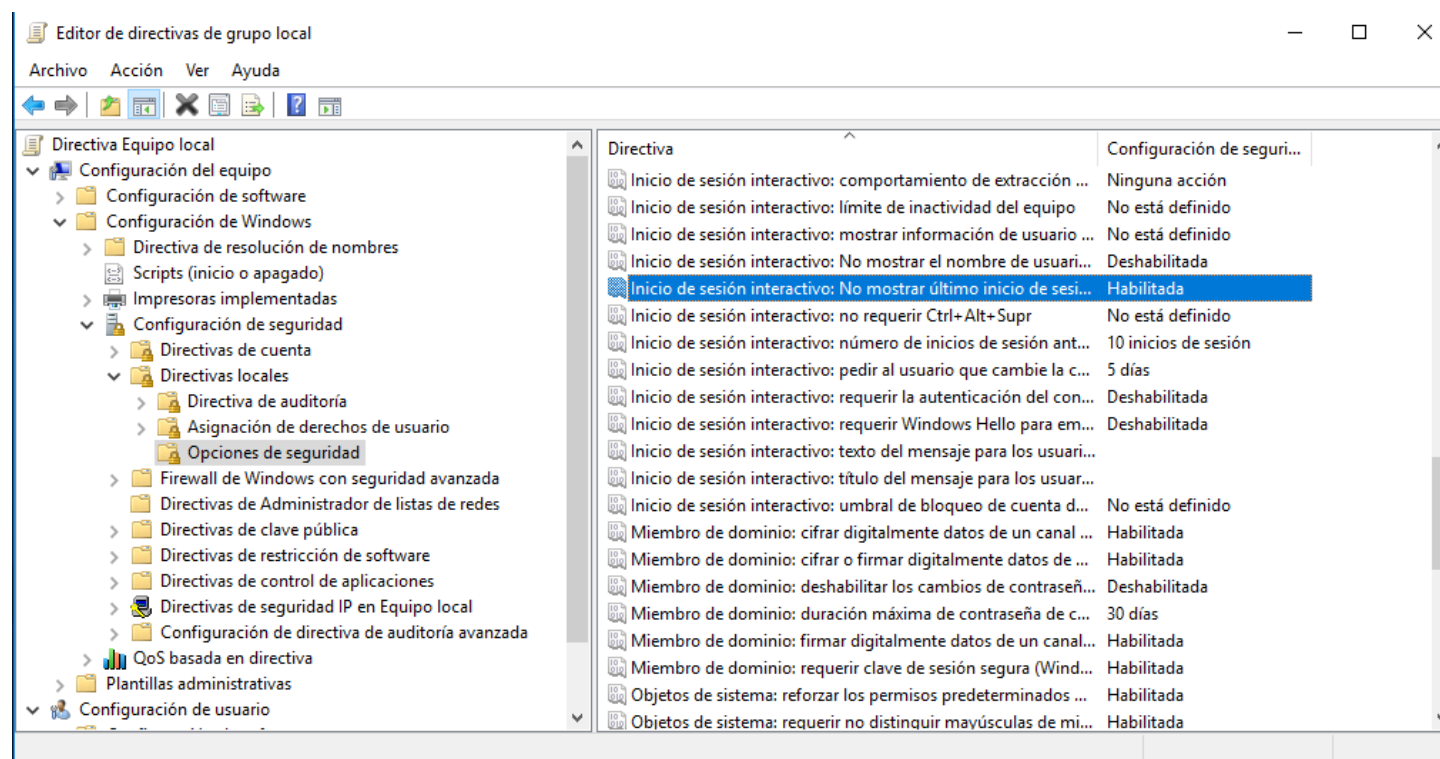 Editor de directivas de grupo local
Archivo Acción Ver Ayuda
Directiva Equipo local
Configuración del equipo
Configuración de software
Configuración de Windows
Directiva de resolución de nombres
Scripts (inicio o apagado)
Impresoras implementadas
Configuración de seguridad
Directivas de cuenta
Directivas locales
Directiva de auditoría
Asignación de derechos de usuario
Opciones de seguridad
Firewall de Windows con seguridad avanzada
Directivas de Administrador de listas de redes
Directivas de clave pública
Directivas de restricción de software
Directivas de control de aplicaciones
Directivas de seguridad IP en Equipo local
Configuración de directiva de auditoría avanzada
QoS basada en directiva
Plantillas administrativas
Configuración de usuario
Directiva Configuración de seguri...
Inicio de sesión interactivo: comportamiento de extracción ... Ninguna acción
Inicio de sesión interactivo: límite de inactividad del equipo No está definido
Inicio de sesión interactivo: mostrar información de usuario ... No está definido
Inicio de sesión interactivo: No mostrar el nombre de usuari... Deshabilitada
Inicio de sesión interactivo: No mostrar último inicio de sesi... Habilitada
Inicio de sesión interactivo: no requerir Ctrl+Alt+Supr No está definido
Inicio de sesión interactivo: número de inicios de sesión ant... 10 inicios de sesión
Inicio de sesión interactivo: pedir al usuario que cambie la c... 5 días
Inicio de sesión interactivo: requerir la autenticación del con... Deshabilitada
Inicio de sesión interactivo: requerir Windows Hello para em... Deshabilitada
Inicio de sesión interactivo: texto del mensaje para los usuari...
Inicio de sesión interactivo: título del mensaje para los usuar...
Inicio de sesión interactivo: umbral de bloqueo de cuenta d... No está definido
Miembro de dominio: cifrar digitalmente datos de un canal ... Habilitada
Miembro de dominio: cifrar o firmar digitalmente datos de ... Habilitada
Miembro de dominio: deshabilitar los cambios de contraseñ... Deshabilitada
Miembro de dominio: duración máxima de contraseña de c... 30 días
Miembro de dominio: firmar digitalmente datos de un canal... Habilitada
Miembro de dominio: requerir clave de sesión segura (Wind... Habilitada
Objetos de sistema: reforzar los permisos predeterminados ... Habilitada
Objetos de sistema: requerir no distinguir mayúsculas de mi... Habilitada